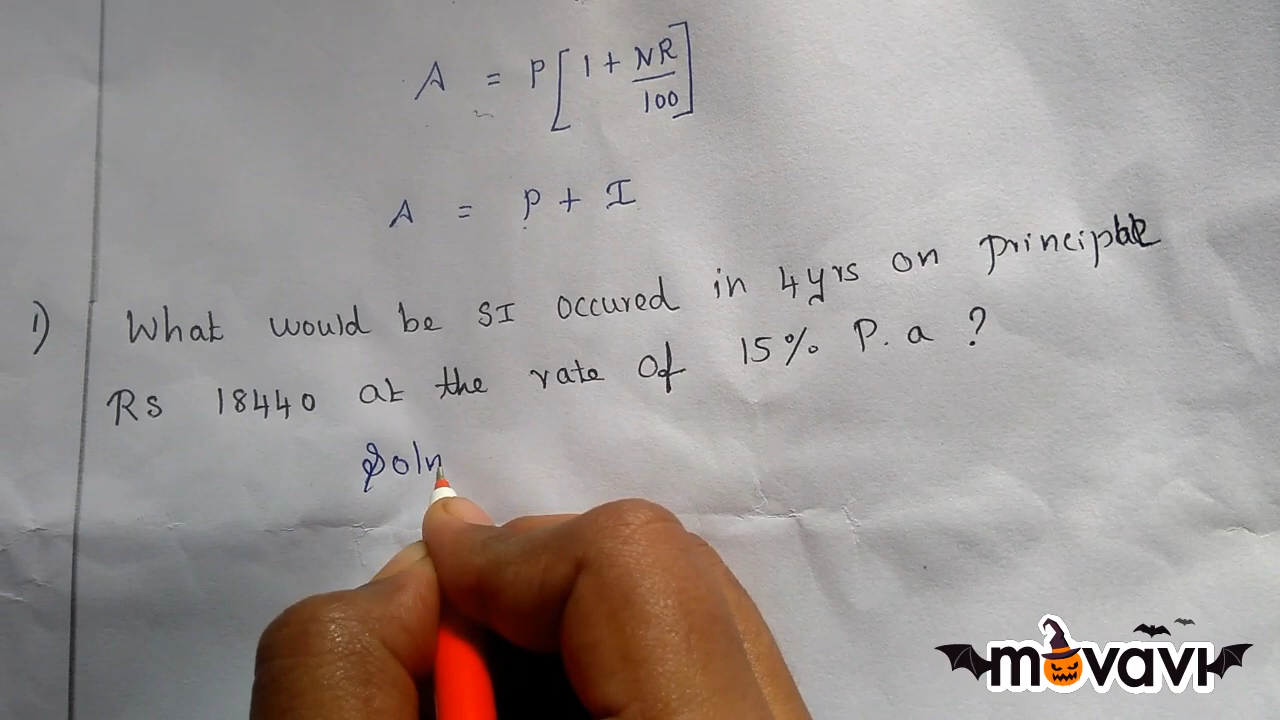 A = P[1 + NR/100]
A = P + I
1) What would be SI occured in 4yrs on principle
Rs 18440 at the rate of 15% P.a ?
Soln
movavi